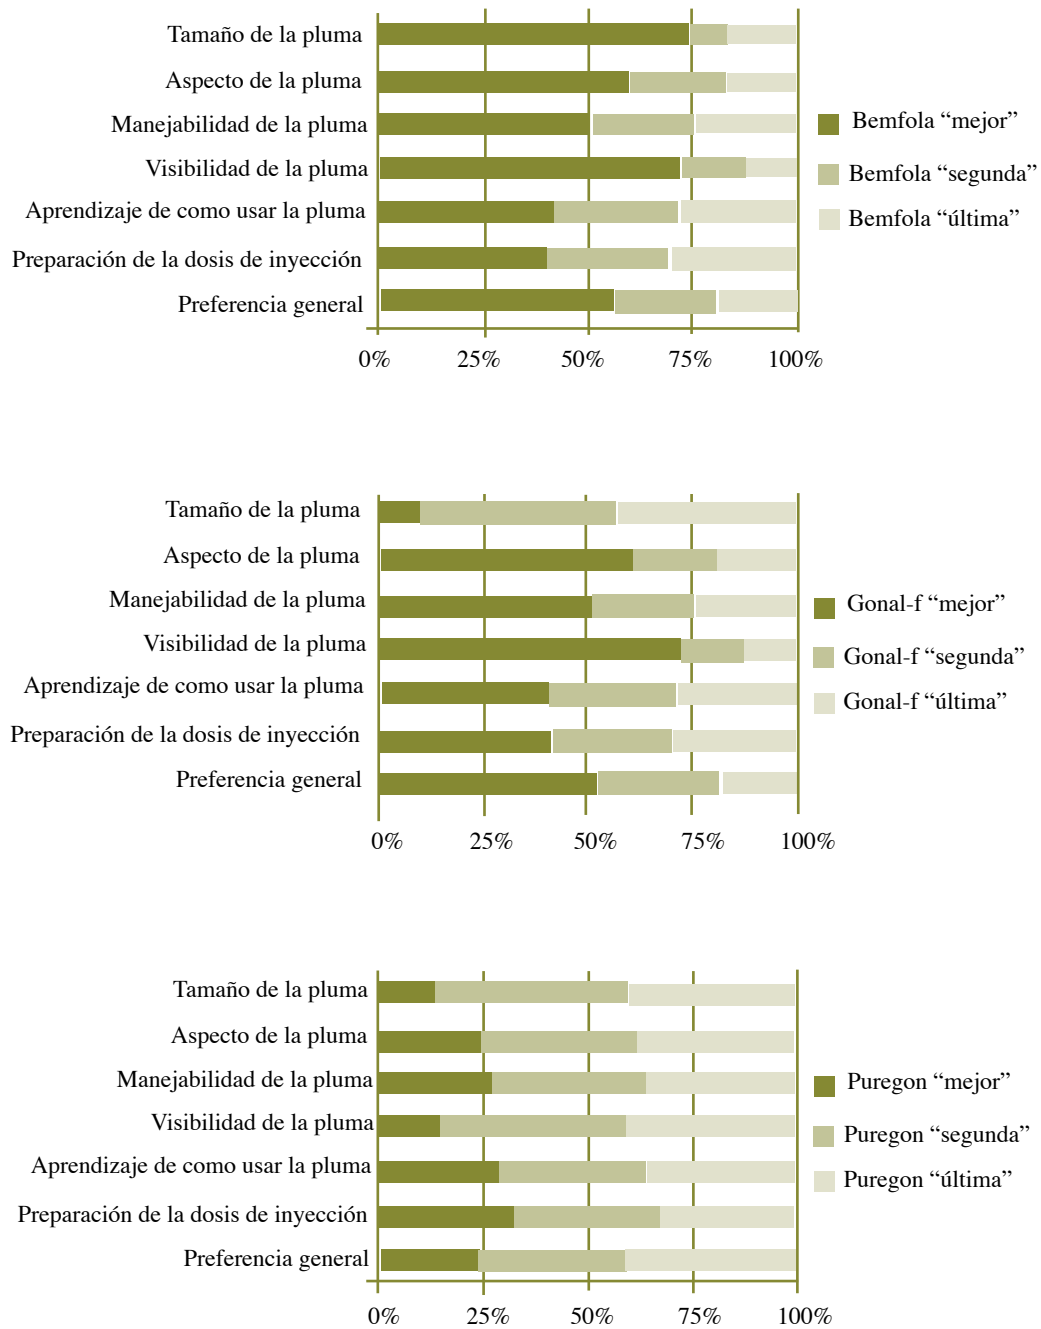 Tamaño de la pluma
Aspecto de la pluma
Manejabilidad de la pluma
Visibilidad de la pluma
Aprendizaje de como usar la pluma
Preparación de la dosis de inyección
Preferencia general
0% 25% 50% 75% 100%
Bemfola “mejor”
Bemfola “segunda”
Bemfola “última”
Tamaño de la pluma
Aspecto de la pluma
Manejabilidad de la pluma
Visibilidad de la pluma
Aprendizaje de como usar la pluma
Preparación de la dosis de inyección
Preferencia general
0% 25% 50% 75% 100%
Gonal-f “mejor”
Gonal-f “segunda”
Gonal-f “última”
Tamaño de la pluma
Aspecto de la pluma
Manejabilidad de la pluma
Visibilidad de la pluma
Aprendizaje de como usar la pluma
Preparación de la dosis de inyección
Preferencia general
0% 25% 50% 75% 100%
Puregon “mejor”
Puregon “segunda”
Puregon “última”